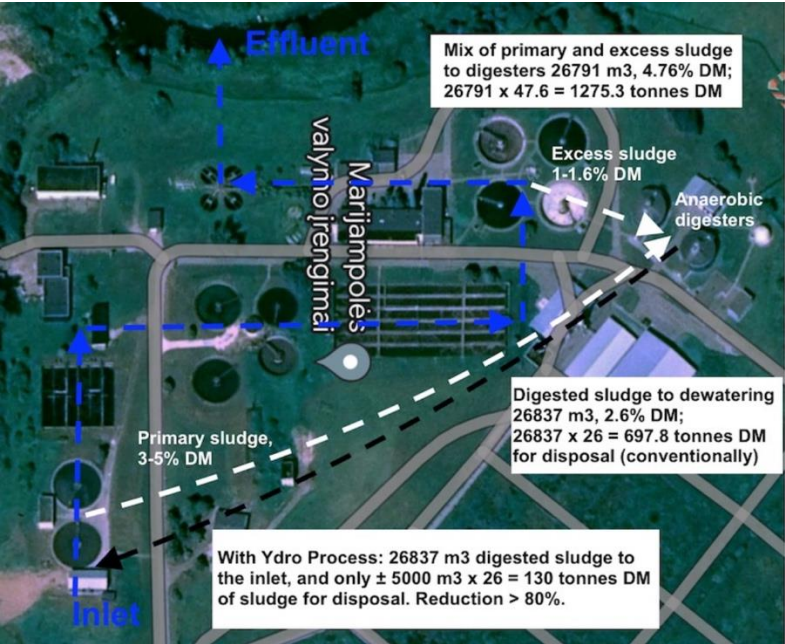 Effluent
Mix of primary and excess sludge
to digesters 26791 m3, 4.76% DM;
26791 x 47.6 = 1275.3 tonnes DM
Excess sludge
1-1.6% DM
Anaerobic
digesters
Marijampolės
valymo įrengimai
Digested sludge to dewatering
26837 m3, 2.6% DM;
26837 x 26 = 697.8 tonnes DM
for disposal (conventionally)
Primary sludge,
3-5% DM
With Ydro Process: 26837 m3 digested sludge to
the inlet, and only ± 5000 m3 x 26 = 130 tonnes DM
of sludge for disposal. Reduction > 80%.
Inlet